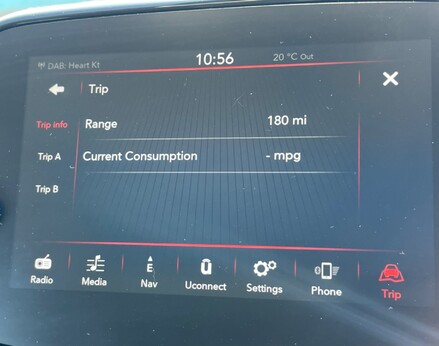 DAB: Heart Kt
10:56
20 °C Out
Trip
Trip info
Range
180 mi
Trip A
Current Consumption
- mpg
Trip B
E
Radio
Media
Nav
Uconnect
Settings
Phone
Trip